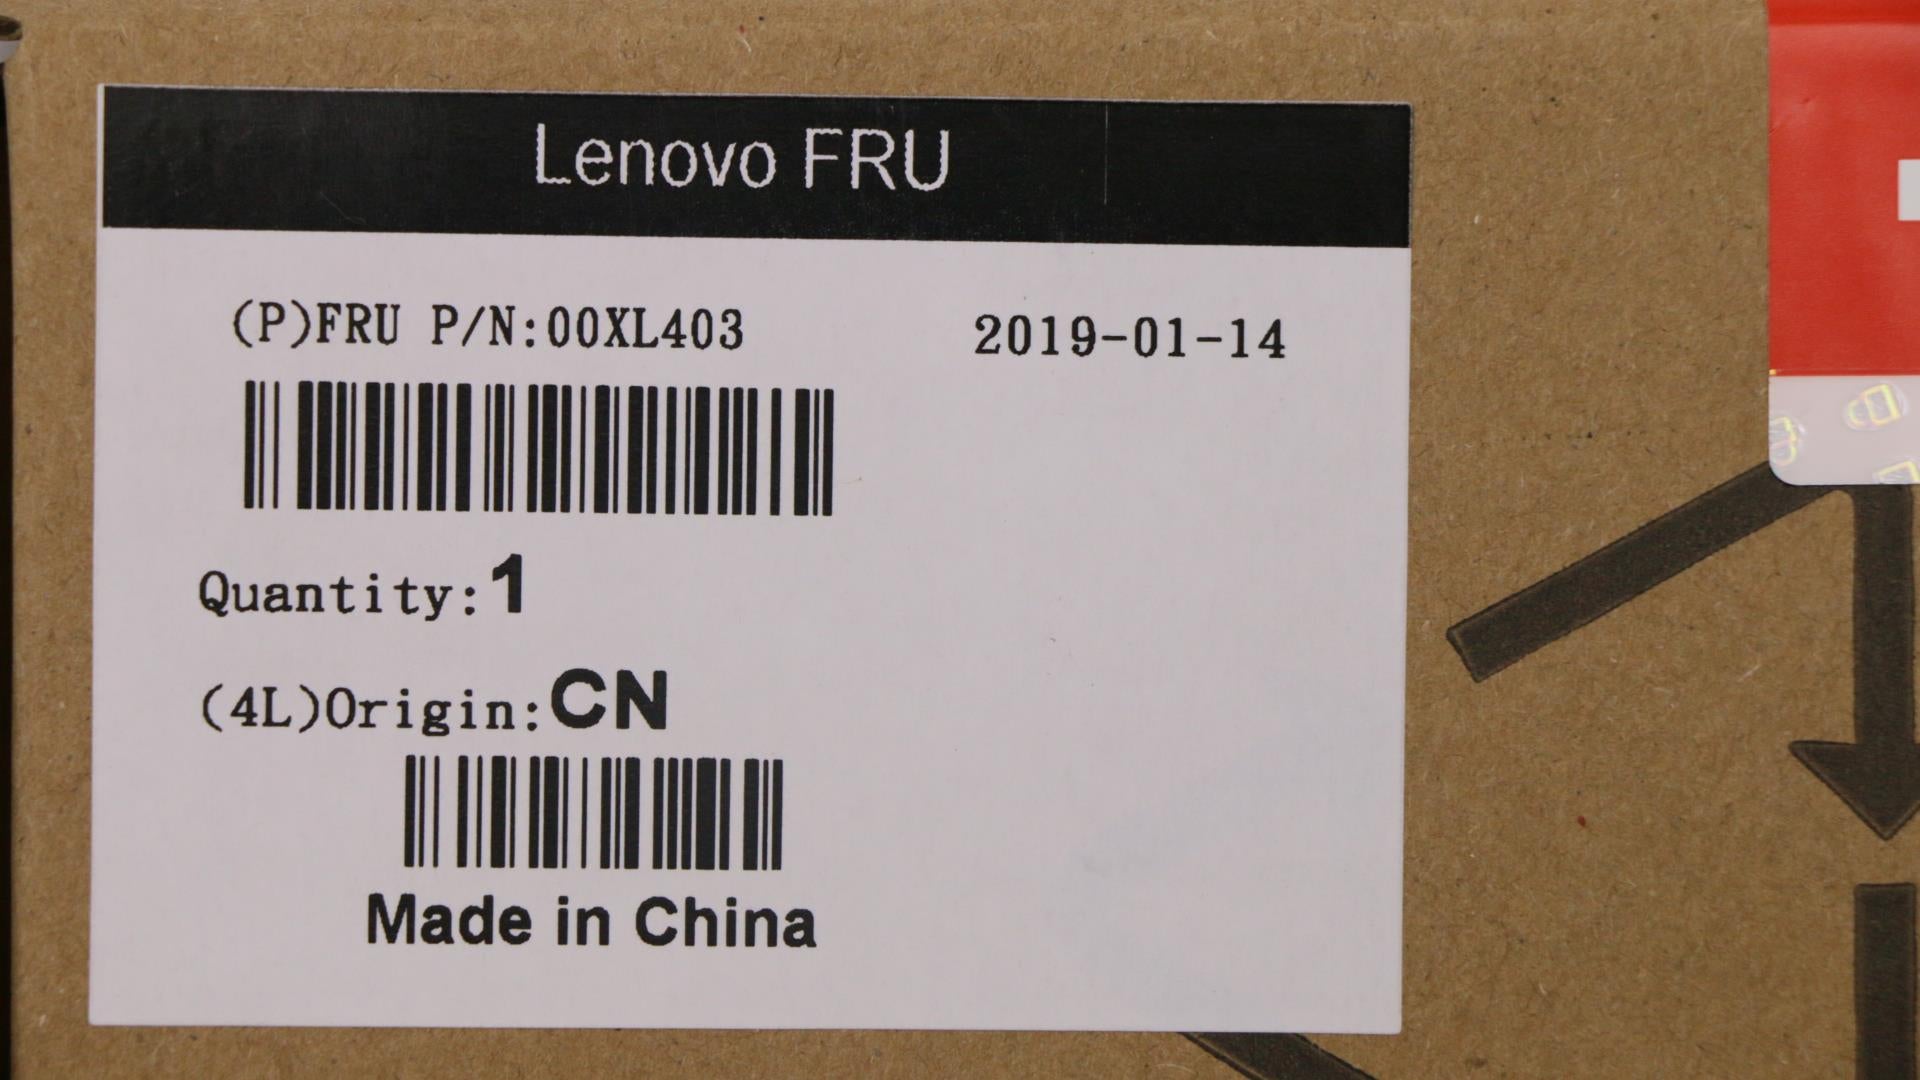 Lenovo FRU
(P)FRU P/N:00XL403 2019-01-14
Quantity:1
(4L)Origin:CN
Made in China